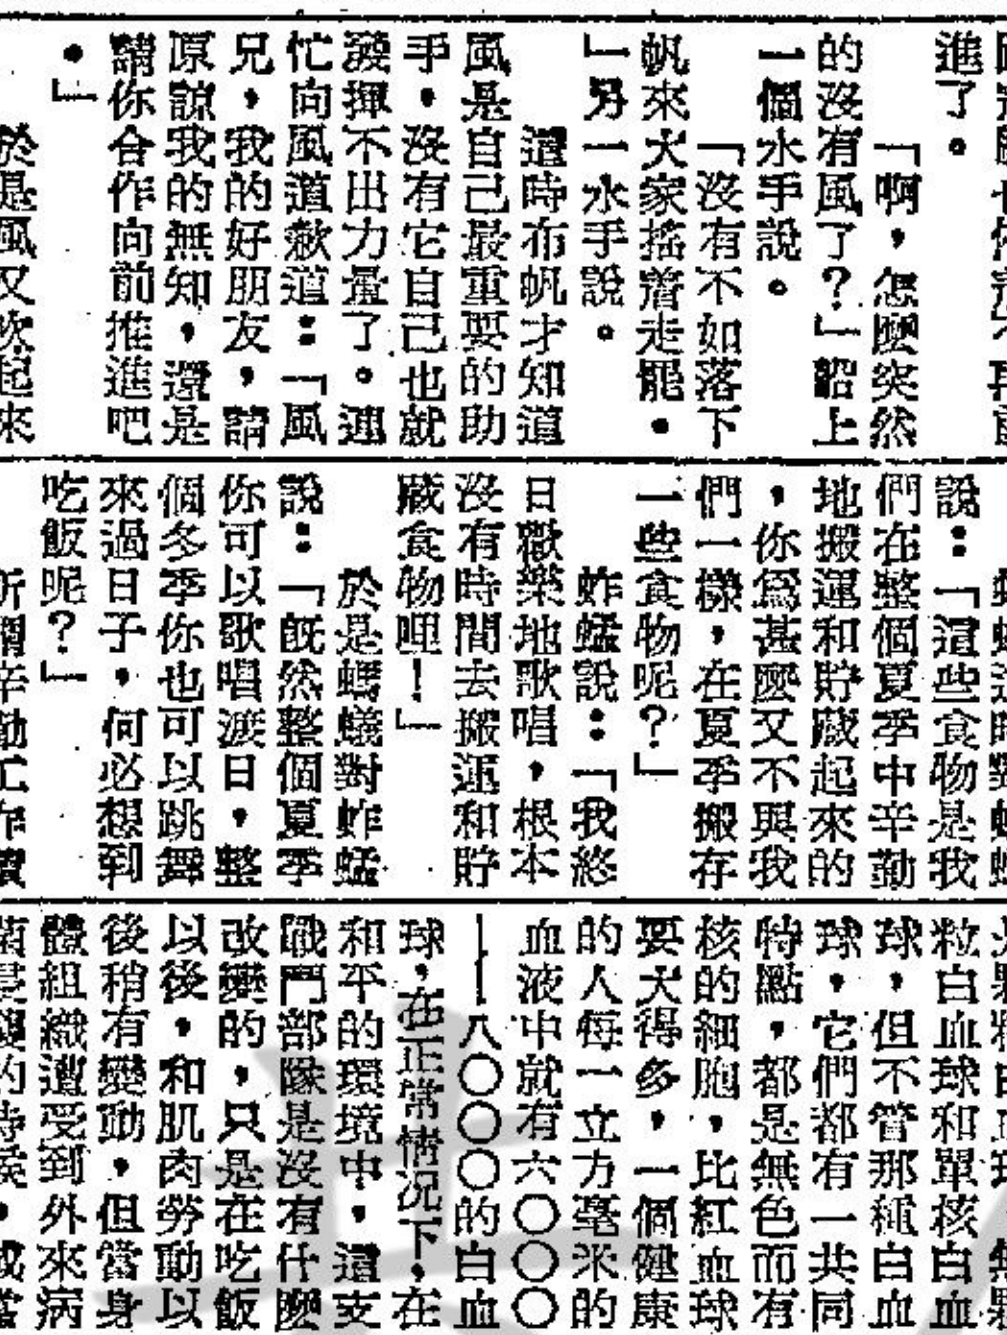 進了。
「啊，怎麼突然
的沒有風了？」船上
一個水手說。
「沒有不如落下
帆來大家搖着走罷．
」另一水手說。
這時布帆才知道
風是自己最重要的助
手，沒有它自己也就
發揮不出力量了。連
忙向風道歉道：「風
兄，我的好朋友，請
原諒我的無知，還是
請你合作向前推進吧
。」
於是風又吹起來
說：「這些食物是我
們在整個夏季中辛勤
地搬運和貯藏起來的
，你爲甚麼又不與我
們一樣，在夏季搬存
一些食物呢？」
蚱蜢說：「我終
日歡樂地歌唱，根本
沒有時間去搬運和貯
藏食物哩！」
於是螞蟻對蚱蜢
說：「旣然整個夏季
你可以歌唱渡日，整
個冬季你也可以跳舞
來過日子，何必想到
吃飯呢？」
粒白血球和單核白血
球，但不管那種白血
球，它們都有一共同
特點，都是無色而有
核的細胞，比紅血球
要大得多，一個健康
的人每一立方毫米的
血液中就有六〇〇〇
——八〇〇〇的白血
球，在正常情况下，在
和平的環境中，這支
戰鬥部隊是沒有什麽
改變的，只是在吃飯
以後，和肌肉勞動以
後稍有變動，但當身
體組織遭受到外來病